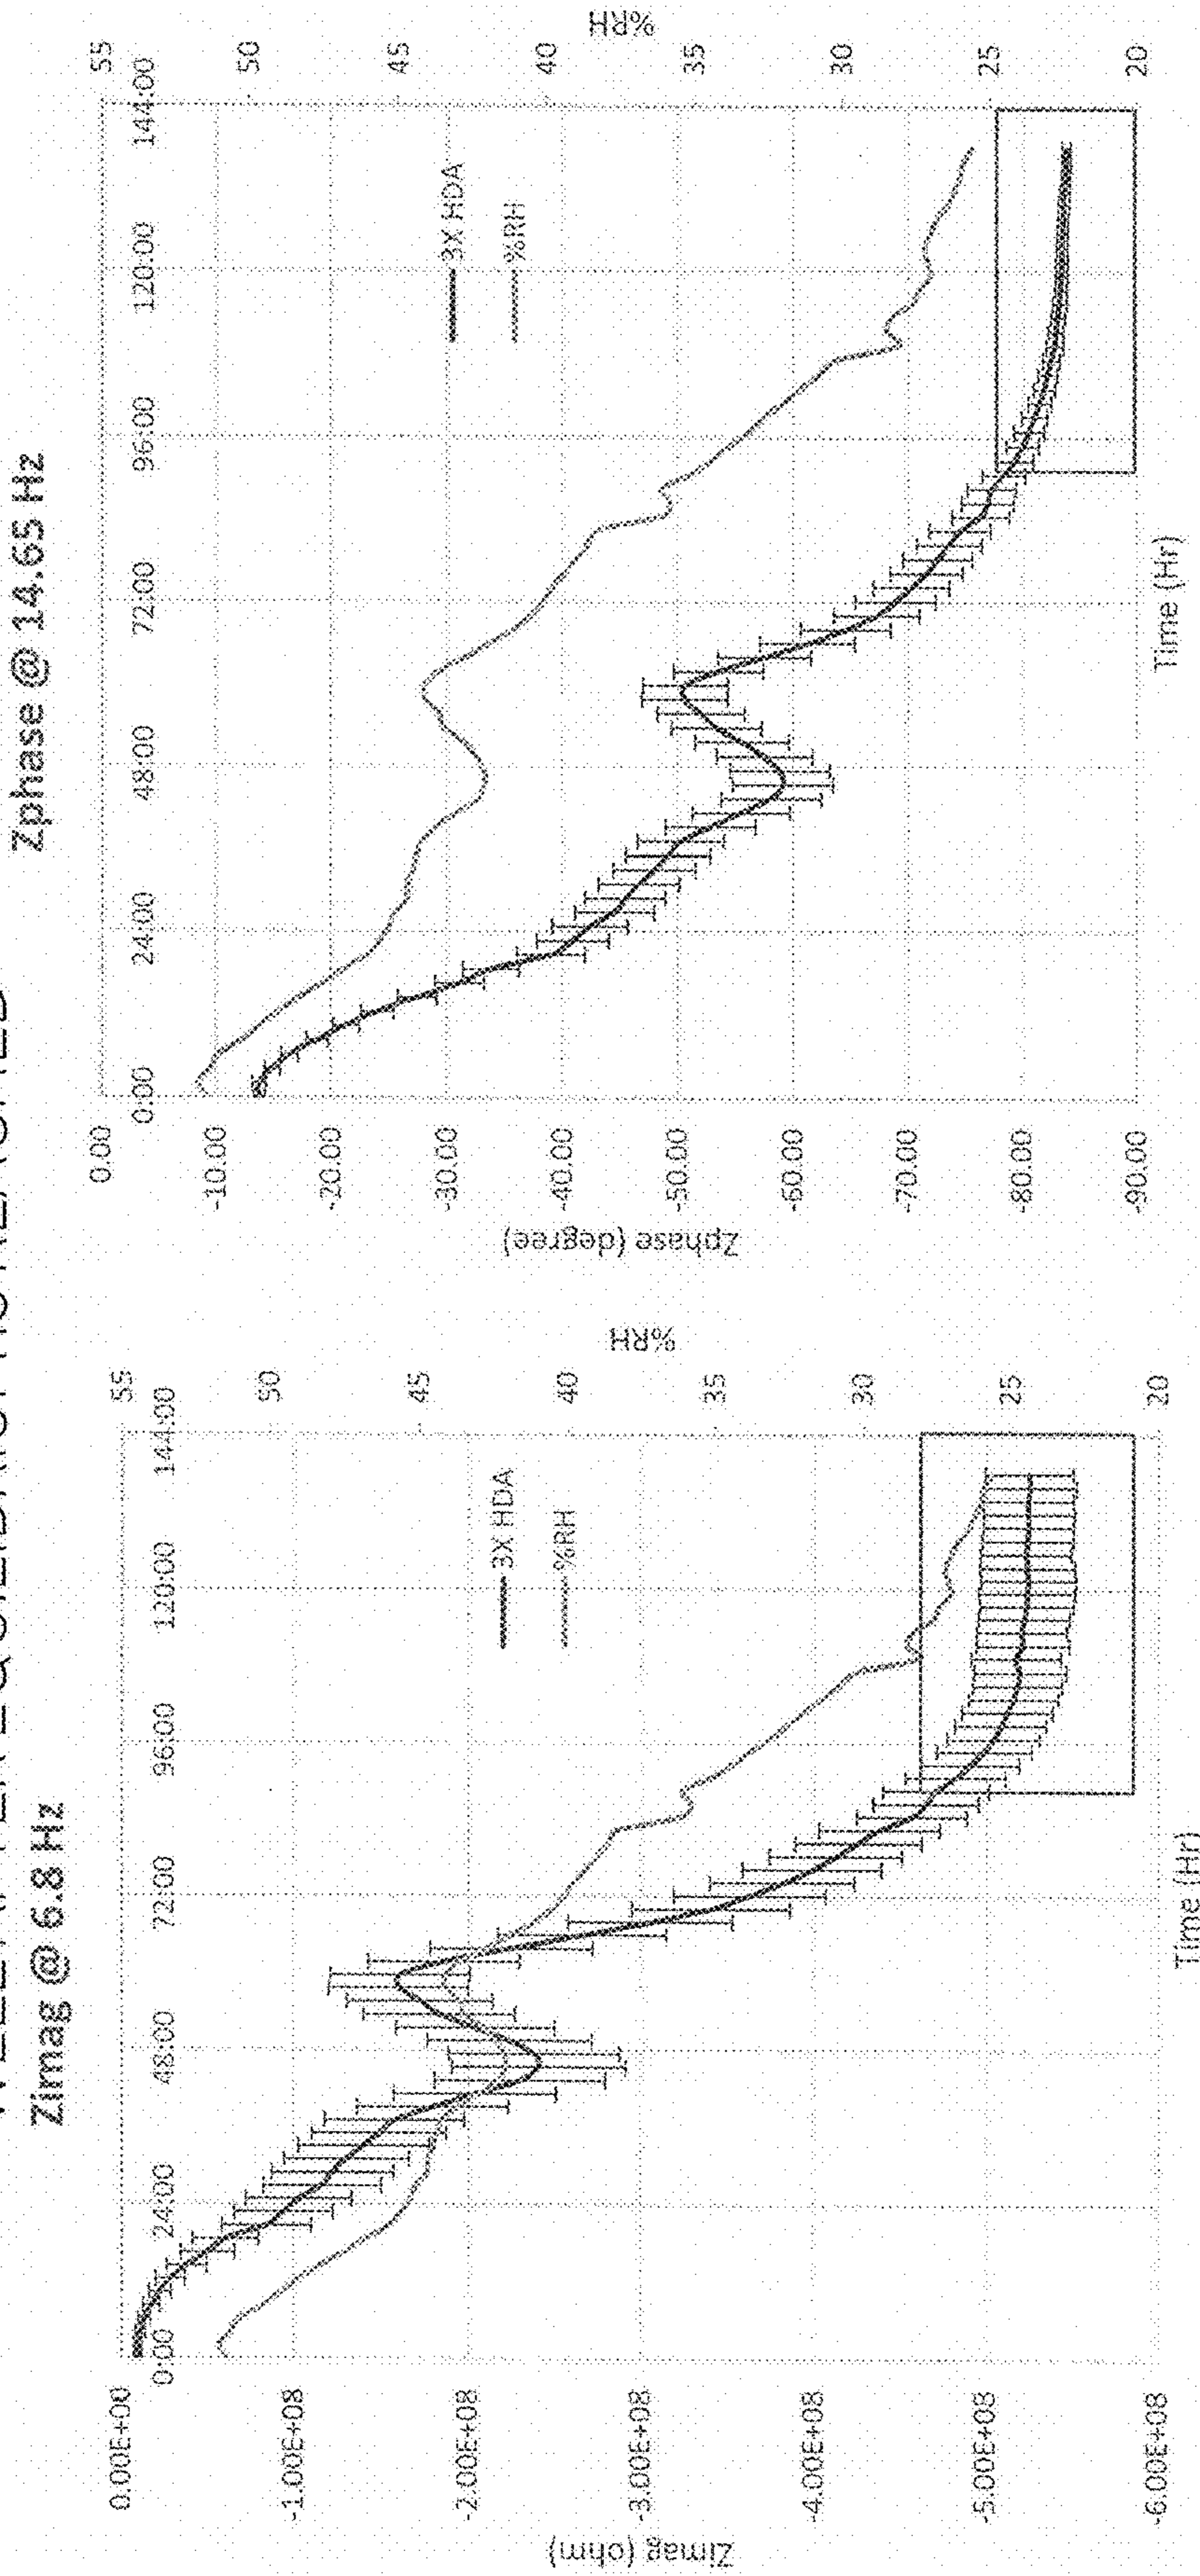 Zimag @ 6.8 Hz
0.00E+00
-1.00E+08
-2.00E+08
-3.00E+08
-4.00E+08
-5.00E+08
-6.00E+08
Zimag (ohm)
0:00
24:00
48:00
72:00
96:00
120:00
144:00
Time (Hr)
3X HDA
%RH
55
50
45
40
35
30
25
20
%RH
Zphase @ 14.65 Hz
0.00
-10.00
-20.00
-30.00
-40.00
-50.00
-60.00
-70.00
-80.00
-90.00
Zphase (degree)
0:00
24:00
48:00
72:00
96:00
120:00
144:00
Time (Hr)
3X HDA
%RH
55
50
45
40
35
30
25
20
%RH